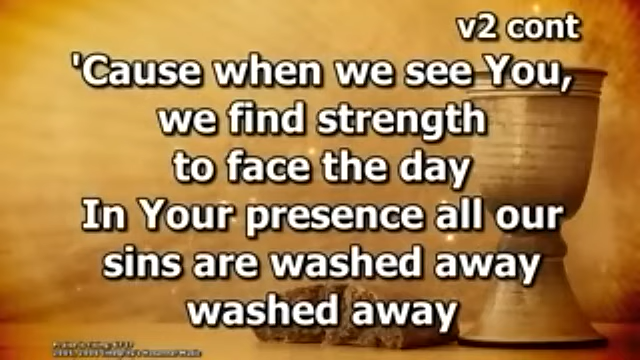 v2 cont
'Cause when we see You,
we find strength
to face the day
In Your presence all our
sins are washed away
washed away